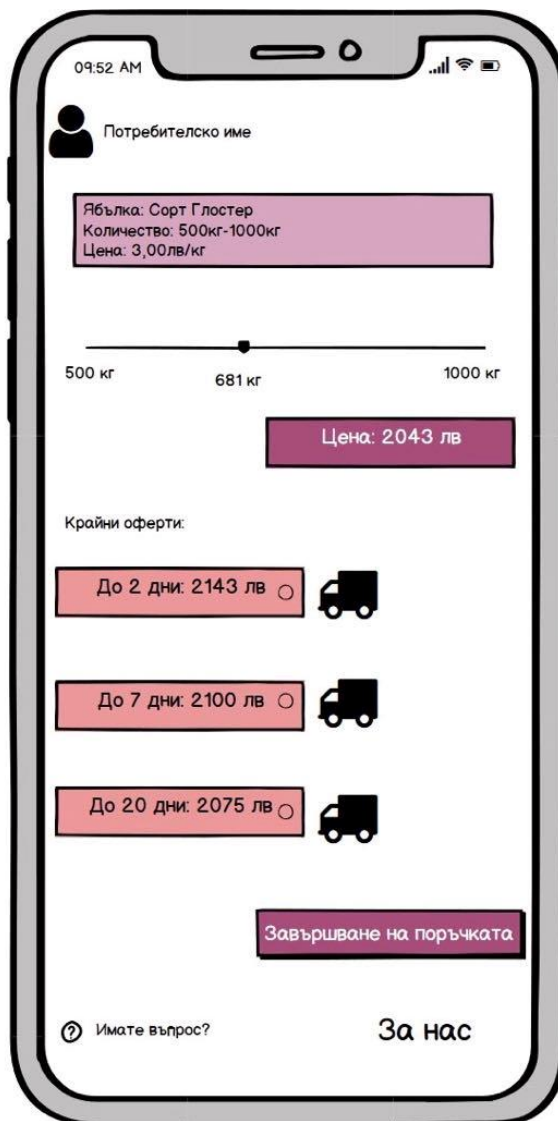 09:52 AM
Потребителско име
Ябълка: Сорт Глостер
Количество: 500кг-1000кг
Цена: 3,00лв/кг
500 кг
681 кг
1000 кг
Цена: 2043 лв
Крайни оферти:
До 2 дни: 2143 лв
До 7 дни: 2100 лв
До 20 дни: 2075 лв
Завършване на поръчката
? Имате въпрос?
За нас